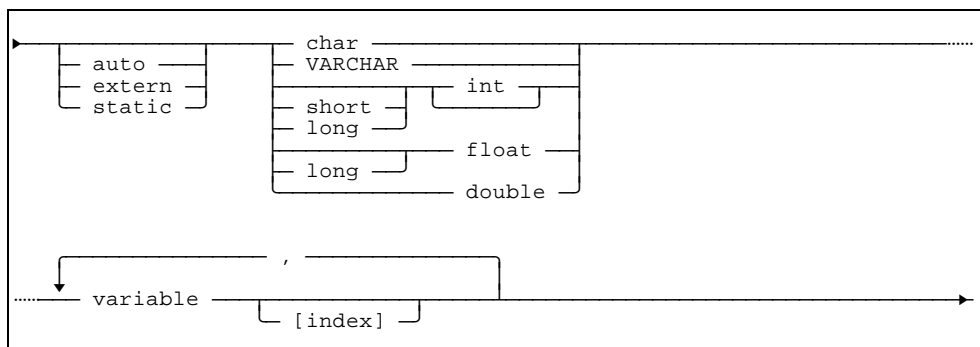 char
auto VARCHAR
extern int
static short
long
float
long
double
,
variable
[index]